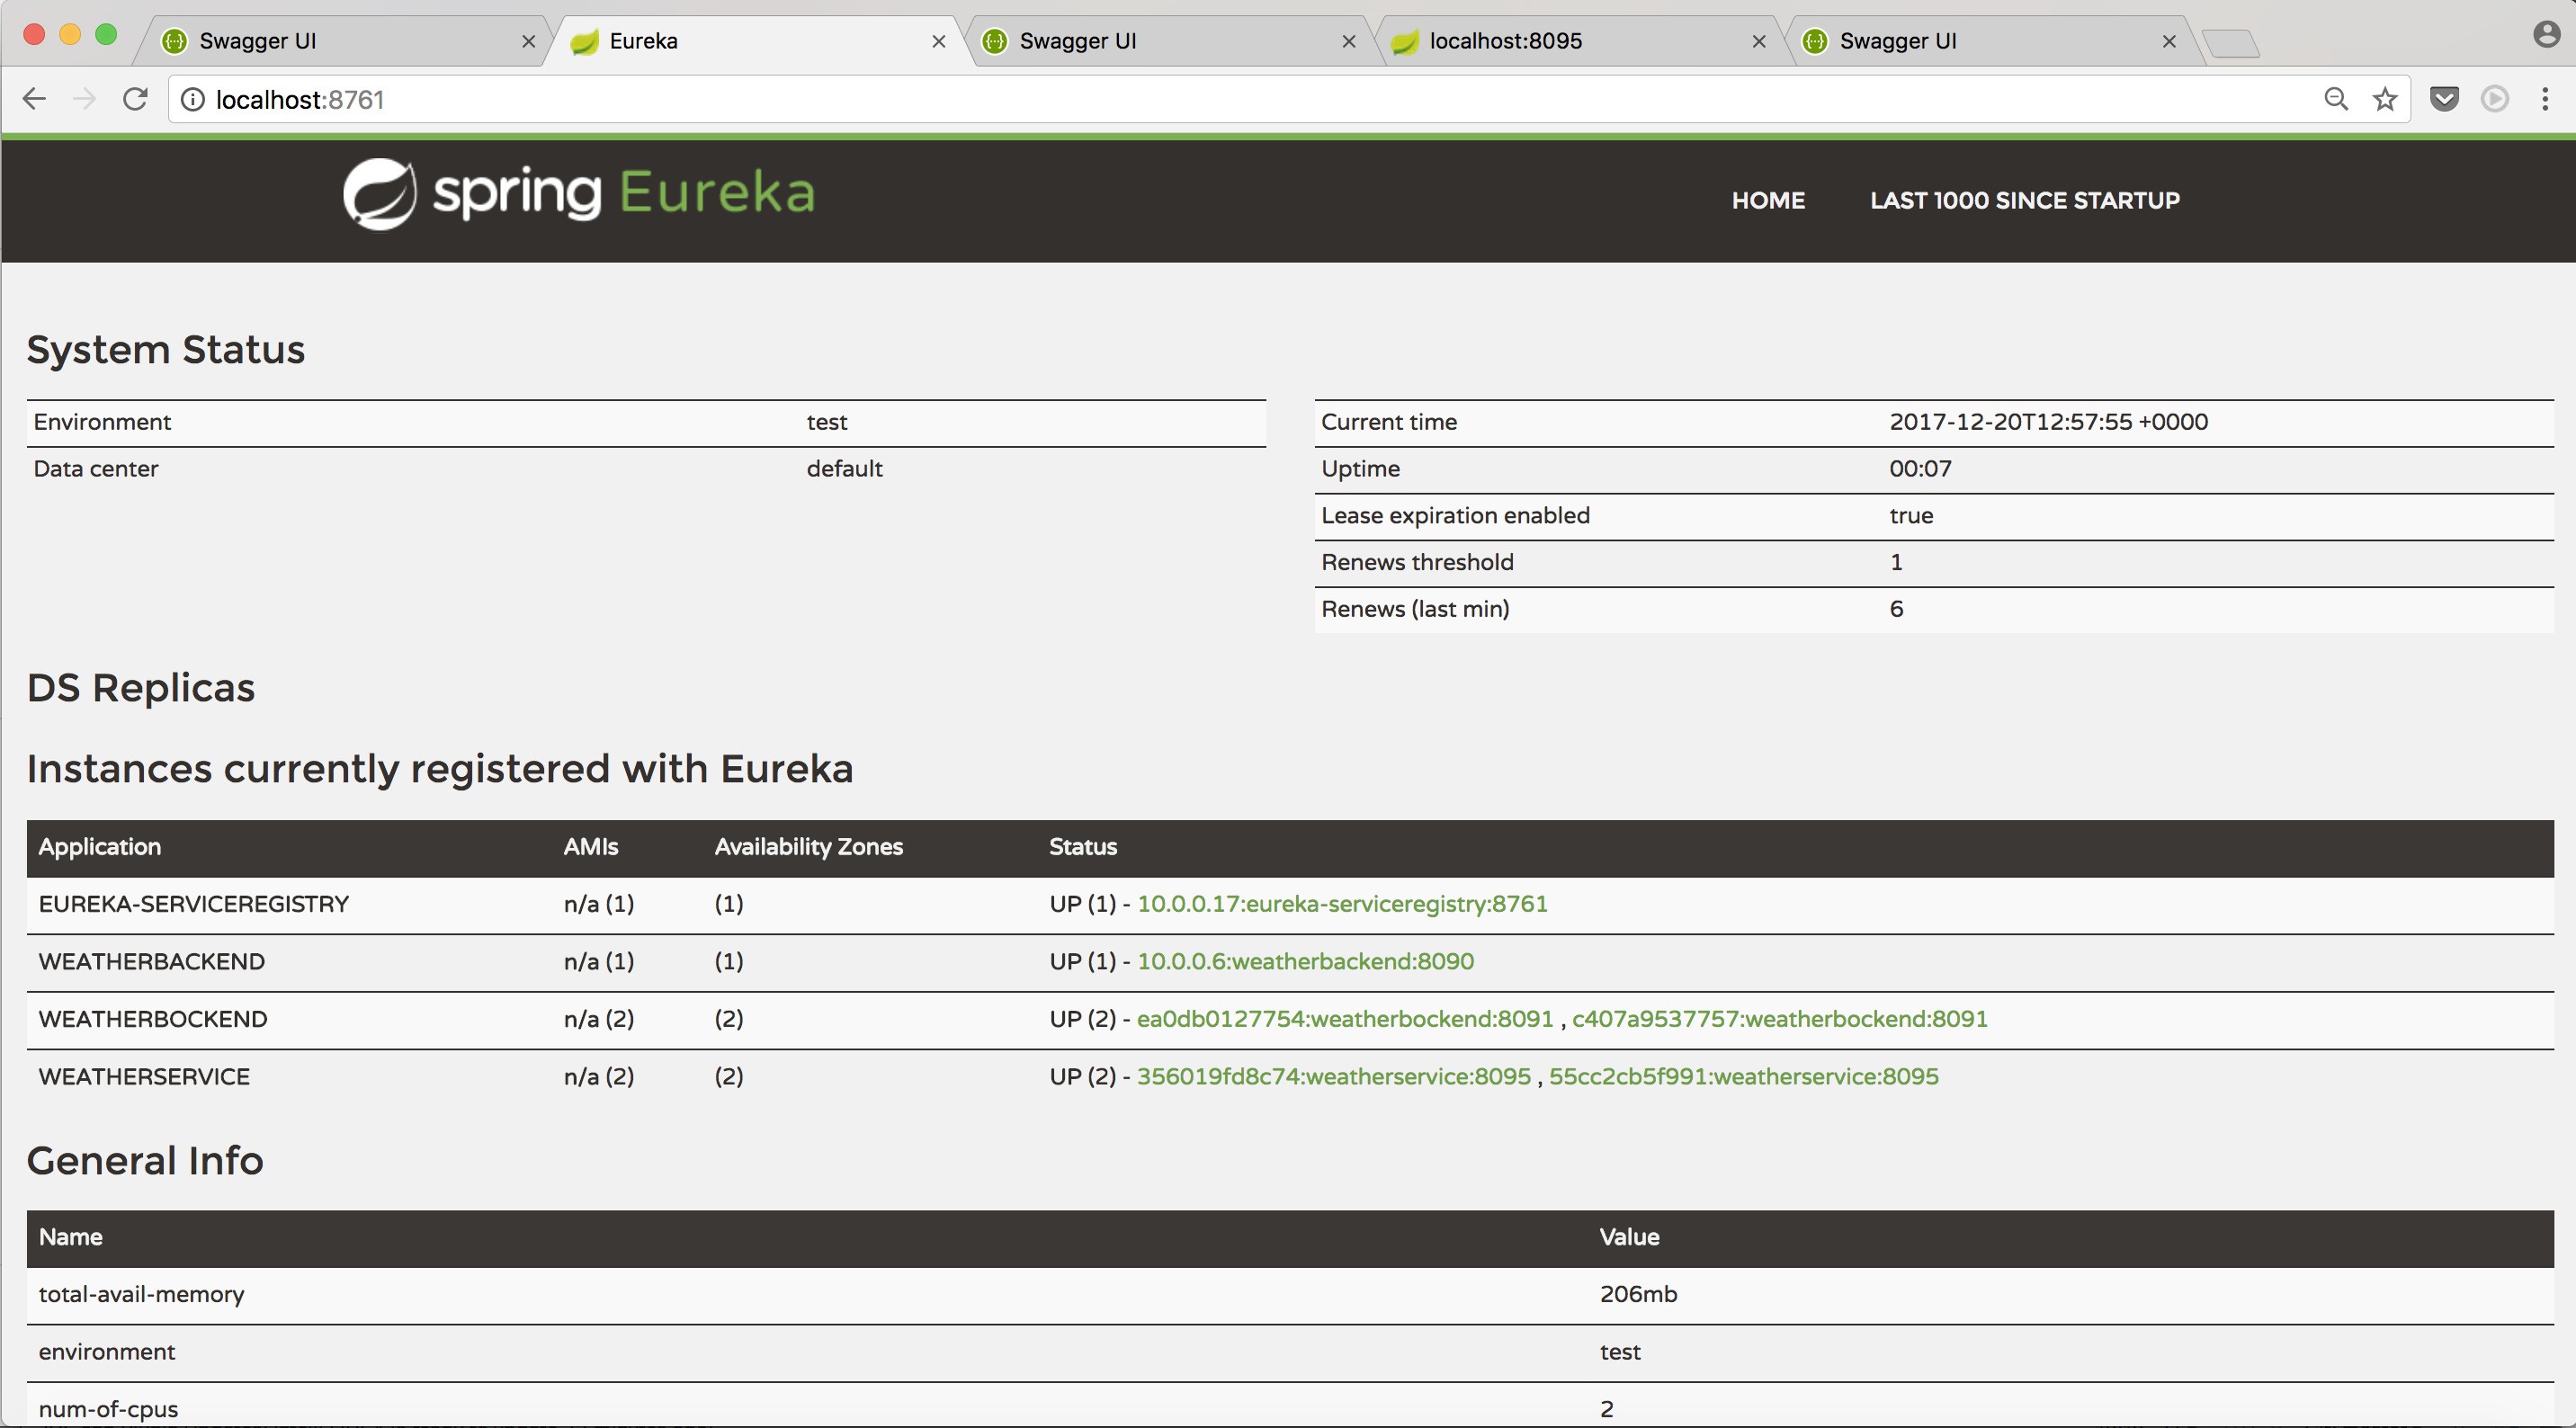 Swagger UI
Eureka
Swagger UI
localhost:8095
Swagger UI
localhost:8761
spring Eureka
HOME
LAST 1000 SINCE STARTUP
System Status
Environment test
Data center default
Current time 2017-12-20T12:57:55 +0000
Uptime 00:07
Lease expiration enabled true
Renews threshold 1
Renews (last min) 6
DS Replicas
Instances currently registered with Eureka
Application AMIs Availability Zones Status
EUREKA-SERVICEREGISTRY n/a (1) (1) UP (1) - 10.0.0.17:eureka-serviceregistry:8761
WEATHERBACKEND n/a (1) (1) UP (1) - 10.0.0.6:weatherbackend:8090
WEATHERBOCKEND n/a (2) (2) UP (2) - ea0db0127754:weatherbockend:8091 , c407a9537757:weatherbockend:8091
WEATHERSERVICE n/a (2) (2) UP (2) - 356019fd8c74:weatherservice:8095 , 55cc2cb5f991:weatherservice:8095
General Info
Name Value
total-avail-memory 206mb
environment test
num-of-cpus 2